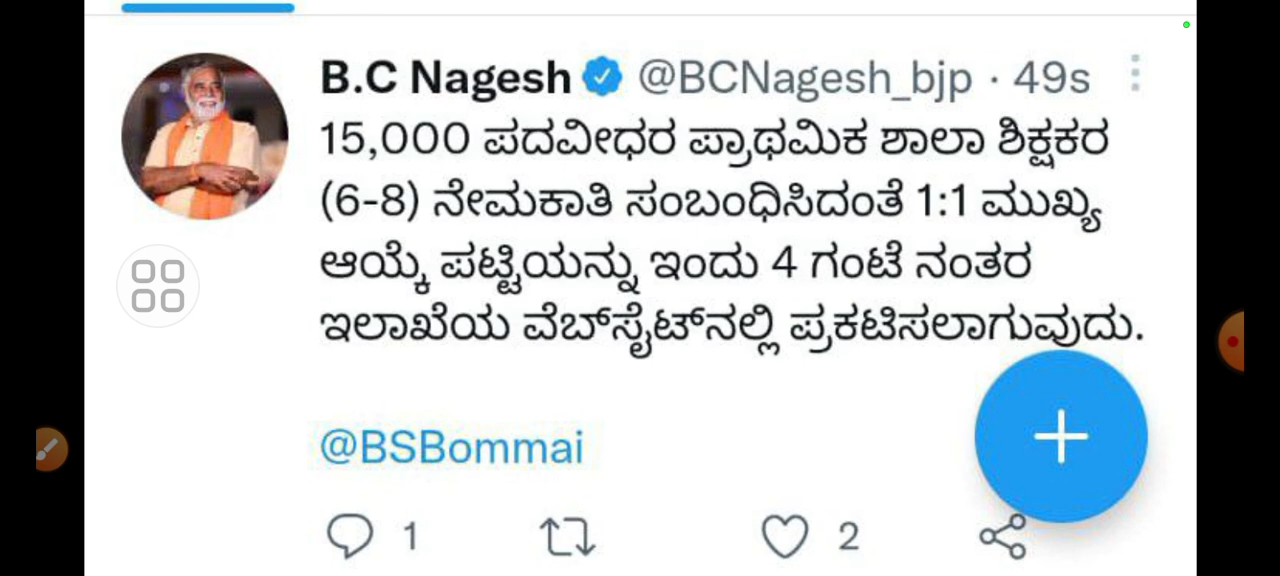 B.C Nagesh @BCNagesh_bjp · 49s
15,000 ಪದವೀಧರ ಪ್ರಾಥಮಿಕ ಶಾಲಾ ಶಿಕ್ಷಕರ
(6-8) ನೇಮಕಾತಿ ಸಂಬಂಧಿಸಿದಂತೆ 1:1 ಮುಖ್ಯ
ಆಯ್ಕೆ ಪಟ್ಟಿಯನ್ನು ಇಂದು 4 ಗಂಟೆ ನಂತರ
ಇಲಾಖೆಯ ವೆಬ್‌ಸೈಟ್‌ನಲ್ಲಿ ಪ್ರಕಟಿಸಲಾಗುವುದು.
@BSBommai
1 2